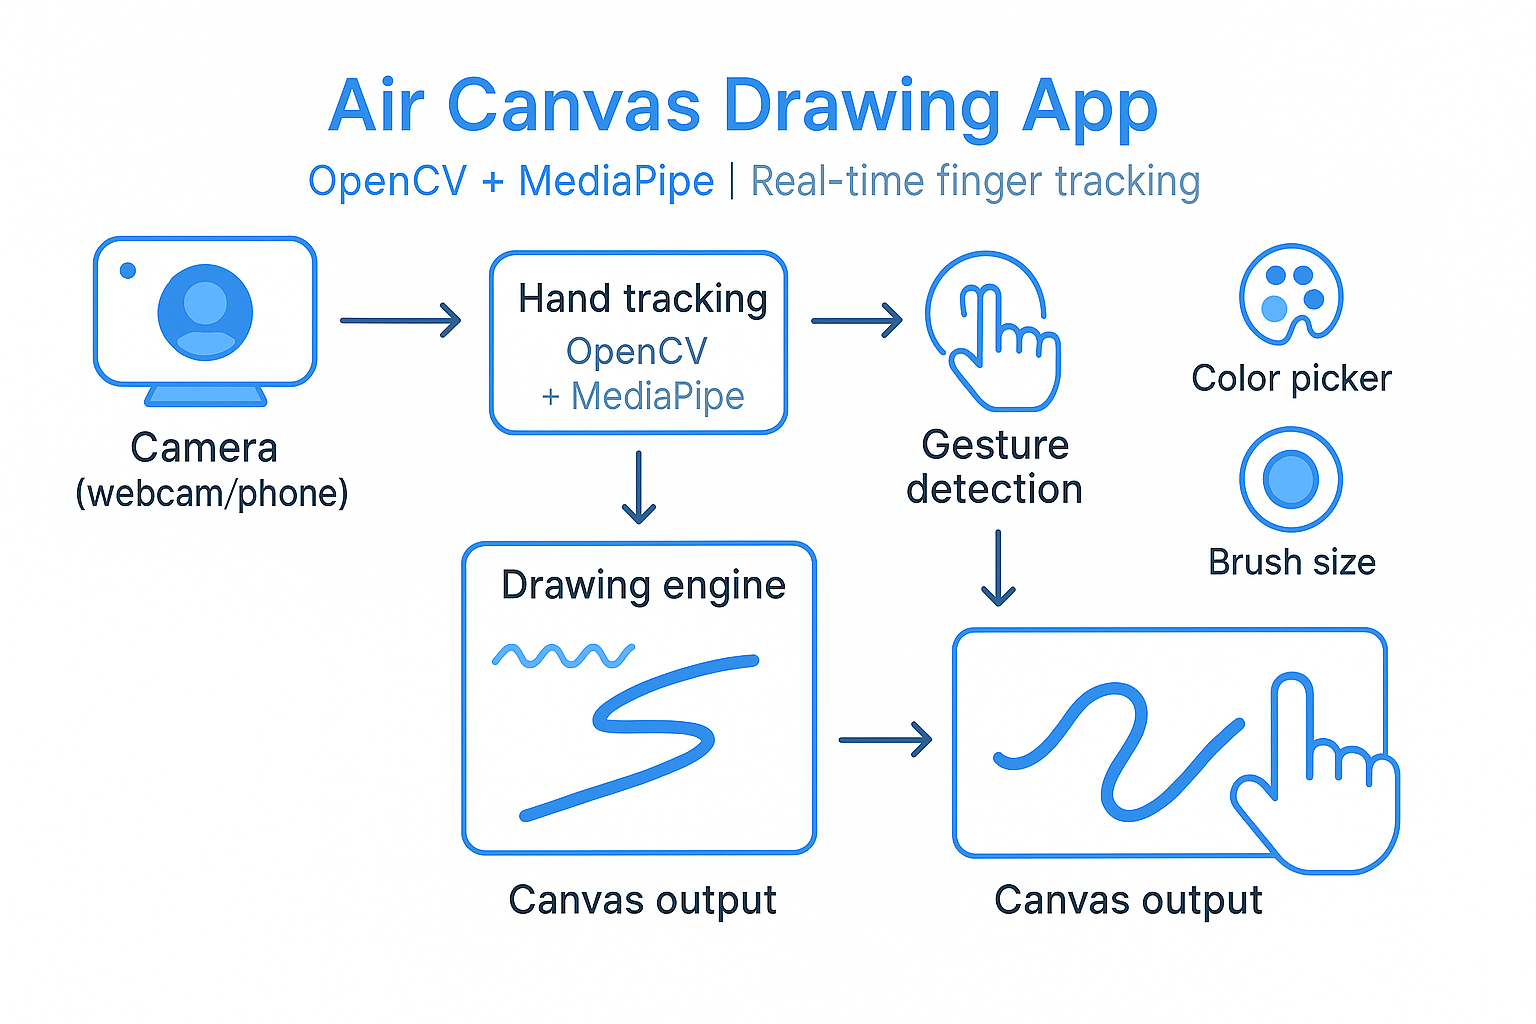 Air Canvas Drawing App
OpenCV + MediaPipe | Real-time finger tracking
Hand tracking
OpenCV
+ MediaPipe
Camera
(webcam/phone)
Gesture
detection
Color picker
Brush size
Drawing engine
Canvas output
Canvas output